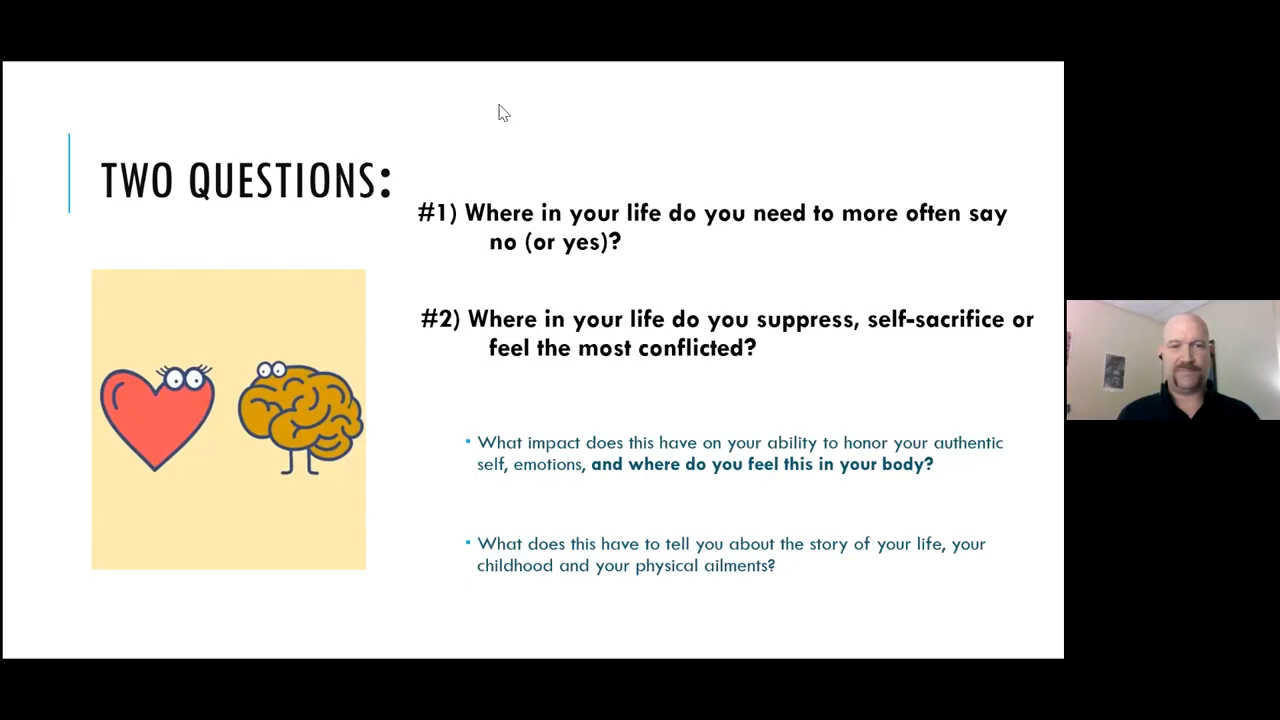 TWO QUESTIONS:
#1) Where in your life do you need to more often say
no (or yes)?
#2) Where in your life do you suppress, self-sacrifice or
feel the most conflicted?
▪ What impact does this have on your ability to honor your authentic
self, emotions, and where do you feel this in your body?
▪ What does this have to tell you about the story of your life, your
childhood and your physical ailments?